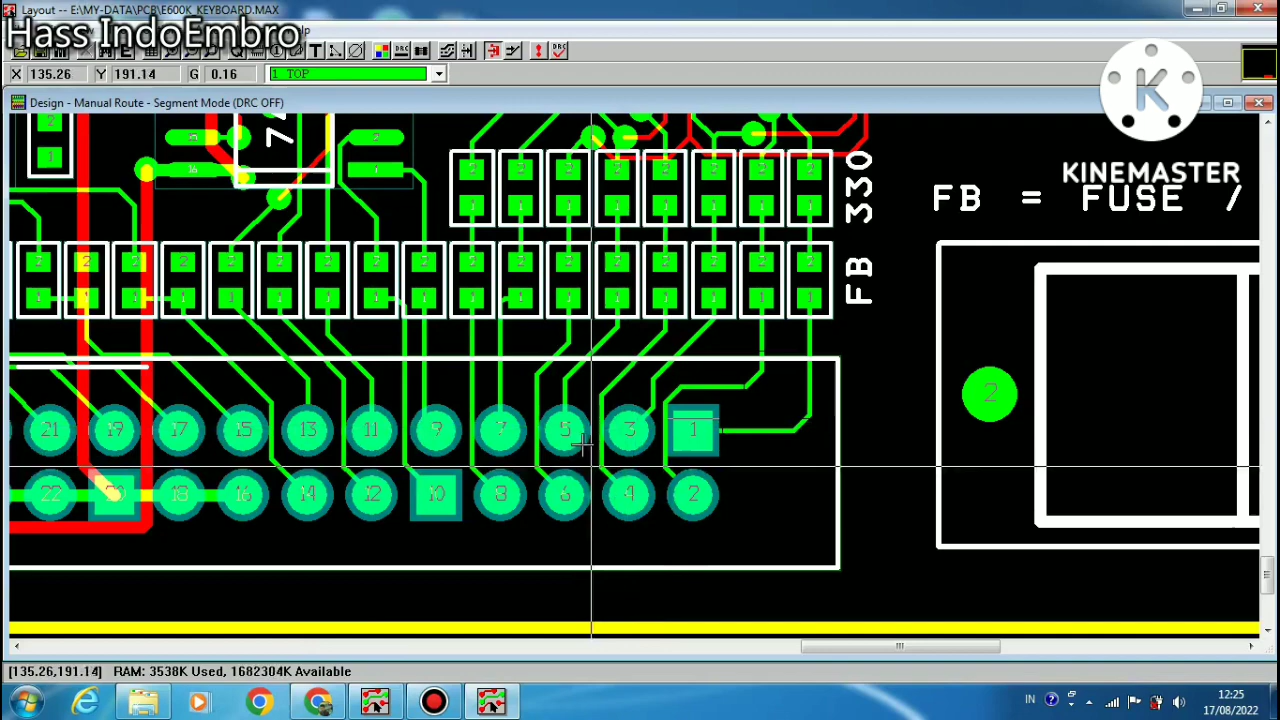 Layout -- E:\MY-DATA\PCB\E600K_KEYBOARD.MAX
Hass IndoEmbro
X 135.26 Y 191.14 G 0.16 1 TOP
Design - Manual Route - Segment Mode (DRC OFF)
KINEMASTER
FB 330
FB = FUSE /
FB
2
21 19 17 15 13 11 9 7 5 3 1
22 20 18 16 14 12 10 8 6 4 2
[135.26,191.14] RAM: 3538K Used, 1682304K Available
IN
12:25
17/08/2022